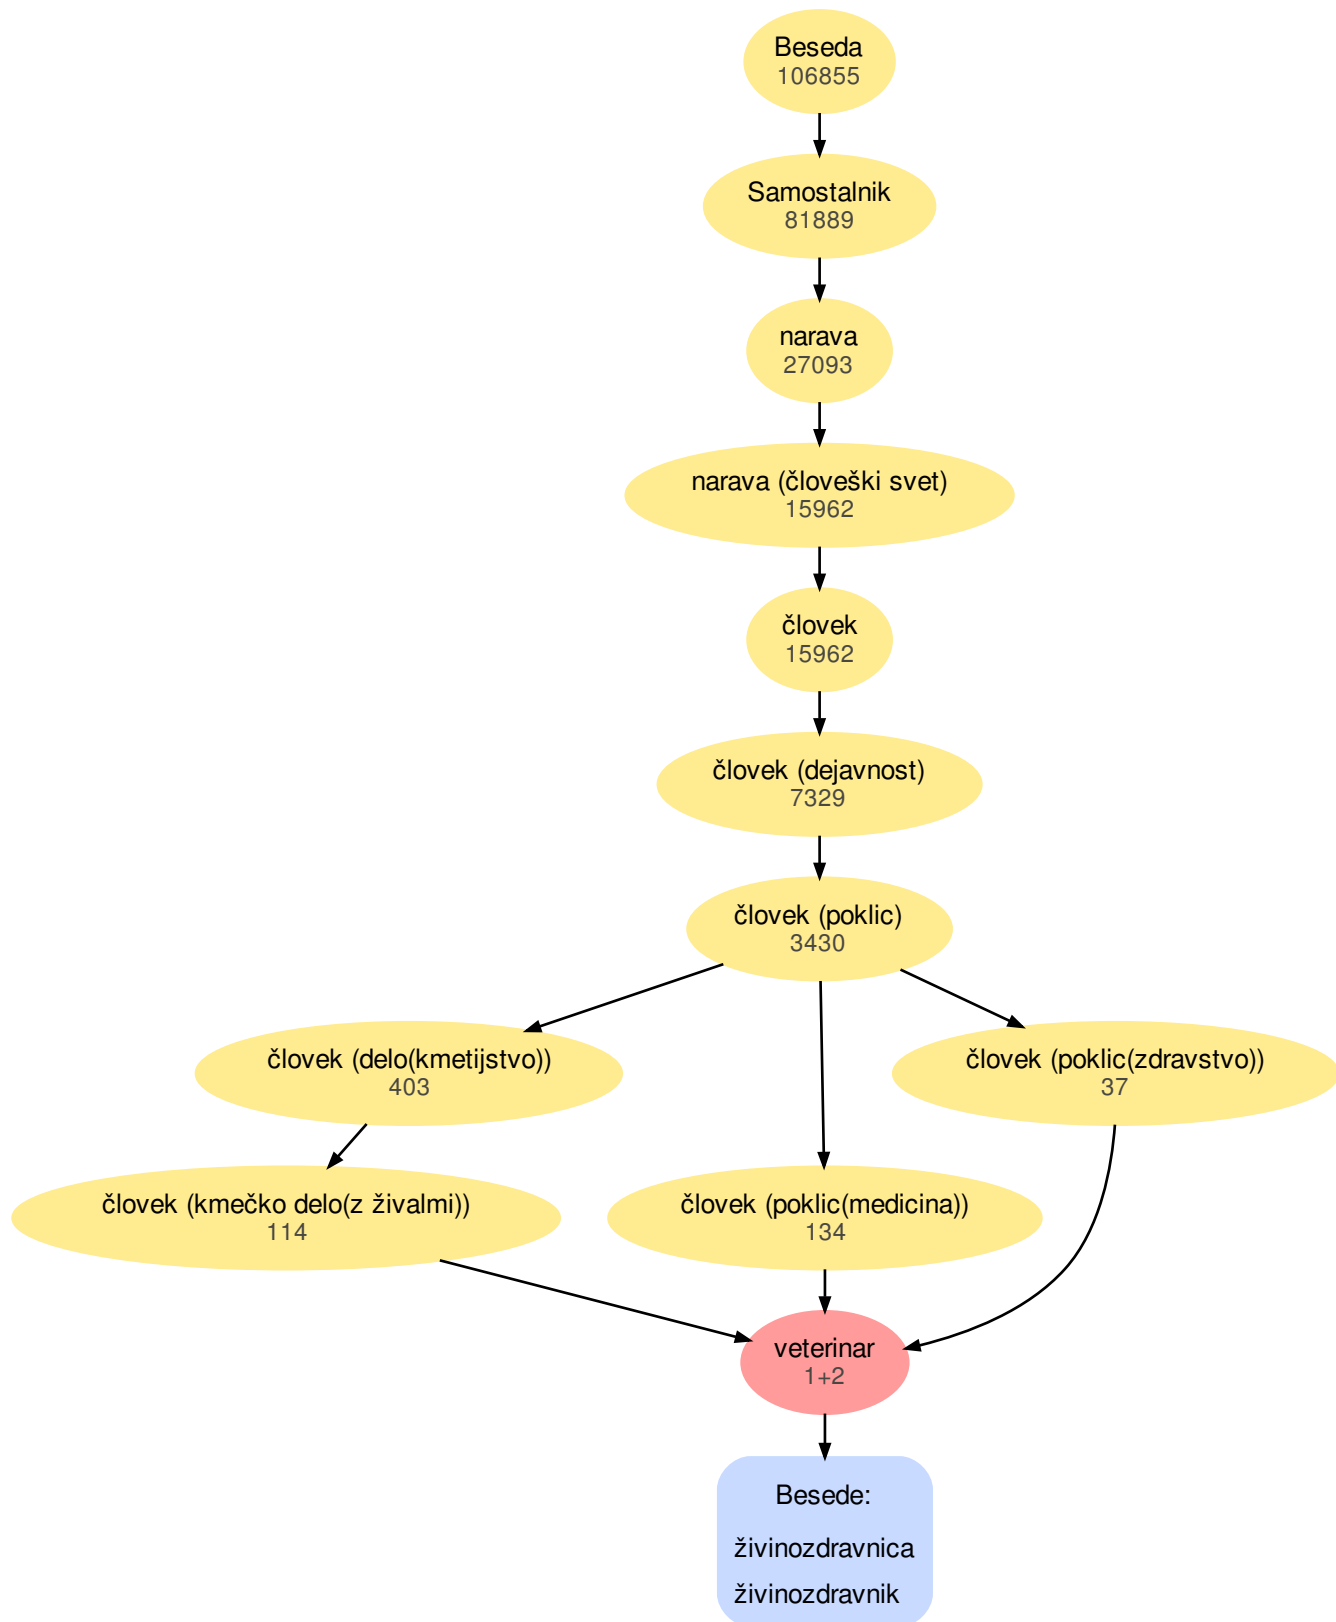 Beseda
106855
Samostalnik
81889
narava
27093
narava (človeški svet)
15962
človek
15962
človek (dejavnost)
7329
človek (poklic)
3430
človek (delo(kmetijstvo))
403
človek (poklic(zdravstvo))
37
človek (kmečko delo(z živalmi))
114
človek (poklic(medicina))
134
veterinar
1+2
Besede:
živinozdravnica
živinozdravnik